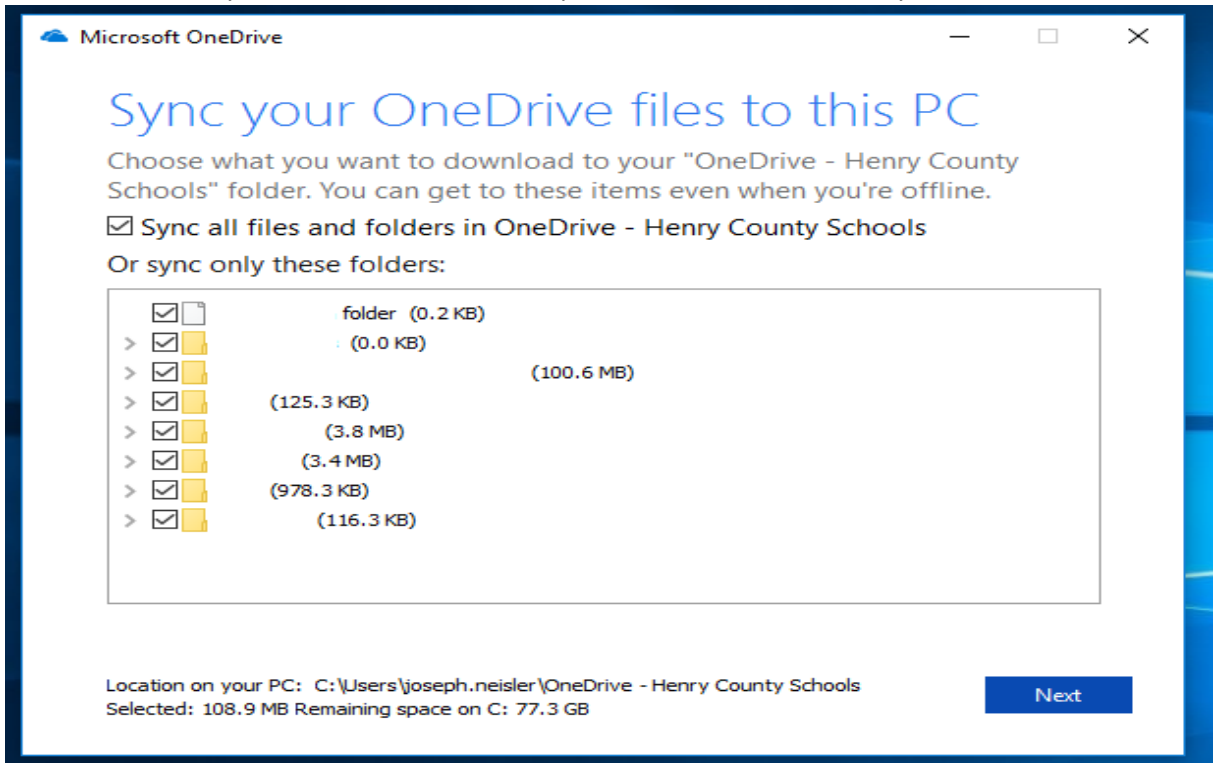 Microsoft OneDrive
Sync your OneDrive files to this PC
Choose what you want to download to your "OneDrive - Henry County
Schools" folder. You can get to these items even when you're offline.
Sync all files and folders in OneDrive - Henry County Schools
Or sync only these folders:
folder (0.2 KB)
(0.0 KB)
(100.6 MB)
(125.3 KB)
(3.8 MB)
(3.4 MB)
(978.3 KB)
(116.3 KB)
Location on your PC: C:\Users\joseph.neisler\OneDrive - Henry County Schools
Selected: 108.9 MB Remaining space on C: 77.3 GB
Next